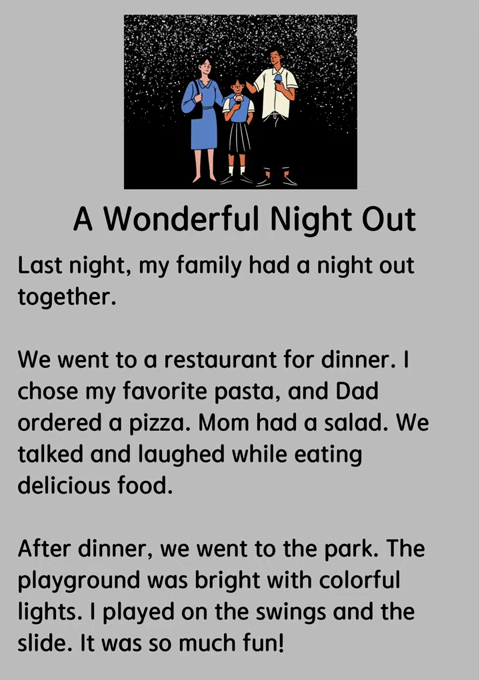 A Wonderful Night Out
Last night, my family had a night out
together.
We went to a restaurant for dinner. I
chose my favorite pasta, and Dad
ordered a pizza. Mom had a salad. We
talked and laughed while eating
delicious food.
After dinner, we went to the park. The
playground was bright with colorful
lights. I played on the swings and the
slide. It was so much fun!